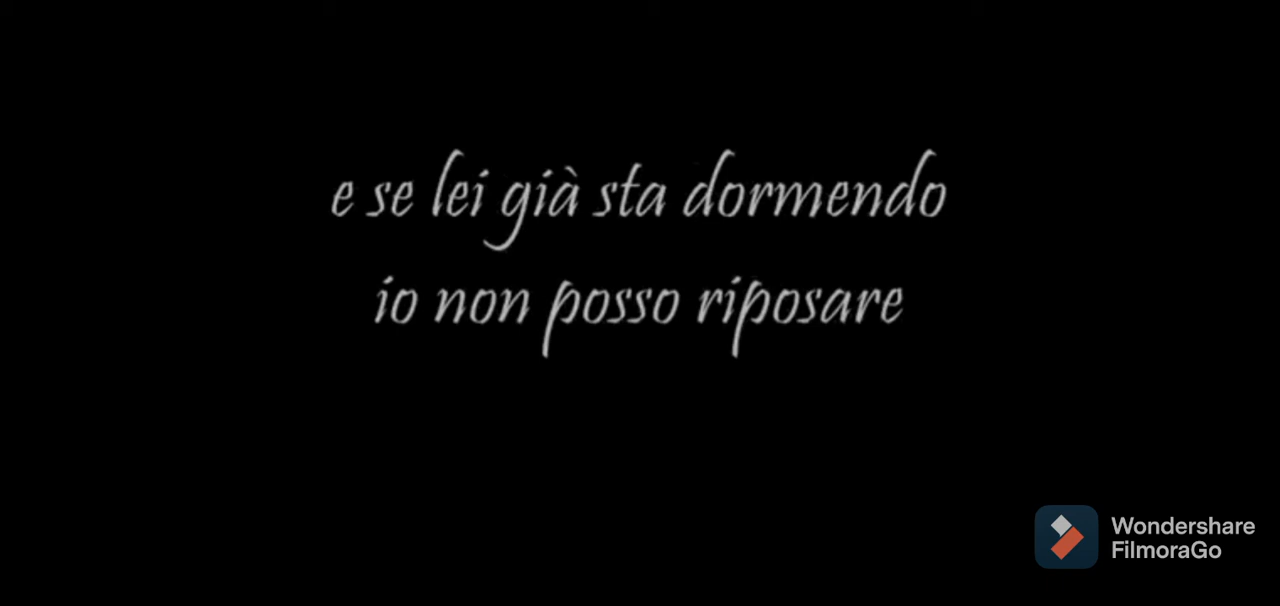 e se lei già sta dormendo
io non posso riposare
Wondershare
FilmoraGo